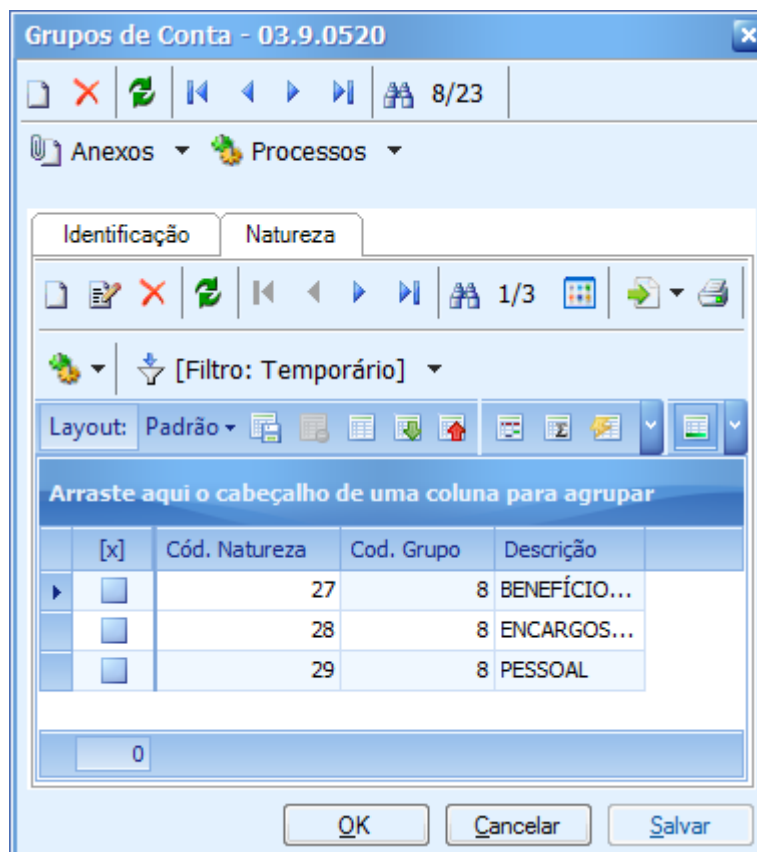 Grupos de Conta - 03.9.0520
8/23
Anexos Processos
Identificação Natureza
1/3
[Filtro: Temporário]
Layout: Padrão
Arraste aqui o cabeçalho de uma coluna para agrupar
[x] Cód. Natureza Cod. Grupo Descrição
27 8 BENEFÍCIO...
28 8 ENCARGOS...
29 8 PESSOAL
0
OK Cancelar Salvar